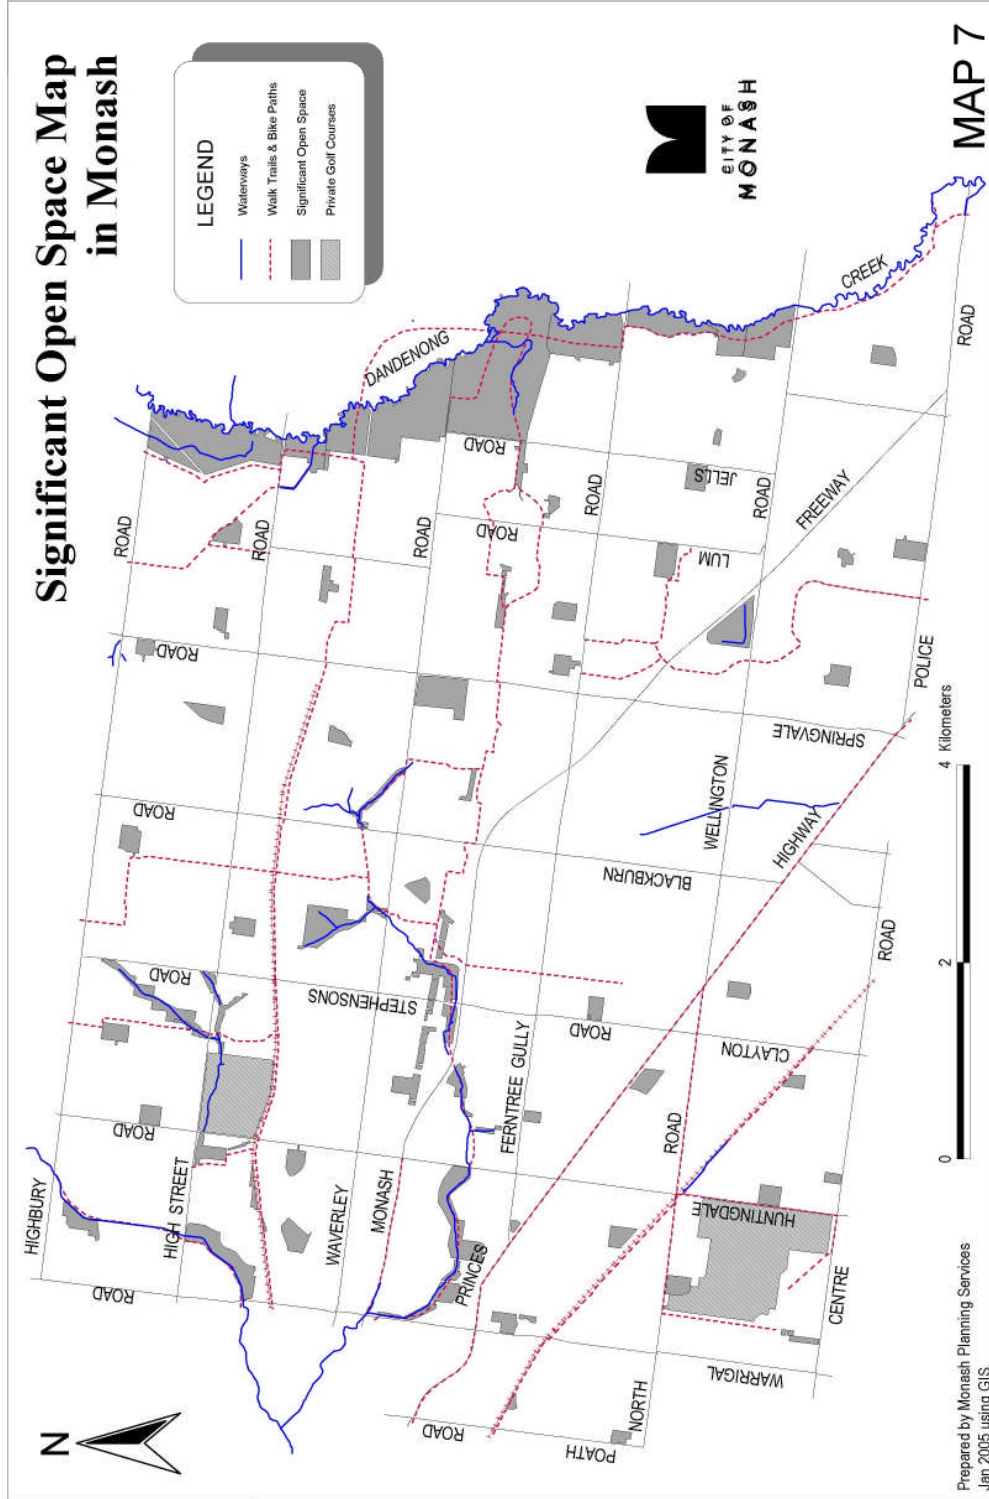 Significant Open Space Map
in Monash
LEGEND
Waterways
Walk Trails & Bike Paths
Significant Open Space
Private Golf Courses
CITY OF
MONASH
MAP 7
N
HIGHBURY
ROAD
HIGH STREET
ROAD
WAVERLEY
ROAD
MONASH
FREEWAY
FERNTREE GULLY
ROAD
PRINCES
HIGHWAY
WELLINGTON
ROAD
NORTH
ROAD
CENTRE
ROAD
POLICE
ROAD
POATH
ROAD
WARRIGAL
ROAD
HUNTINGDALE
ROAD
CLAYTON
ROAD
STEPHENSONS
ROAD
BLACKBURN
ROAD
SPRINGVALE
ROAD
LUM
ROAD
JELLS
ROAD
DANDENONG
CREEK
0
2
4 Kilometers
Prepared by Monash Planning Services
Jan 2005 using GIS